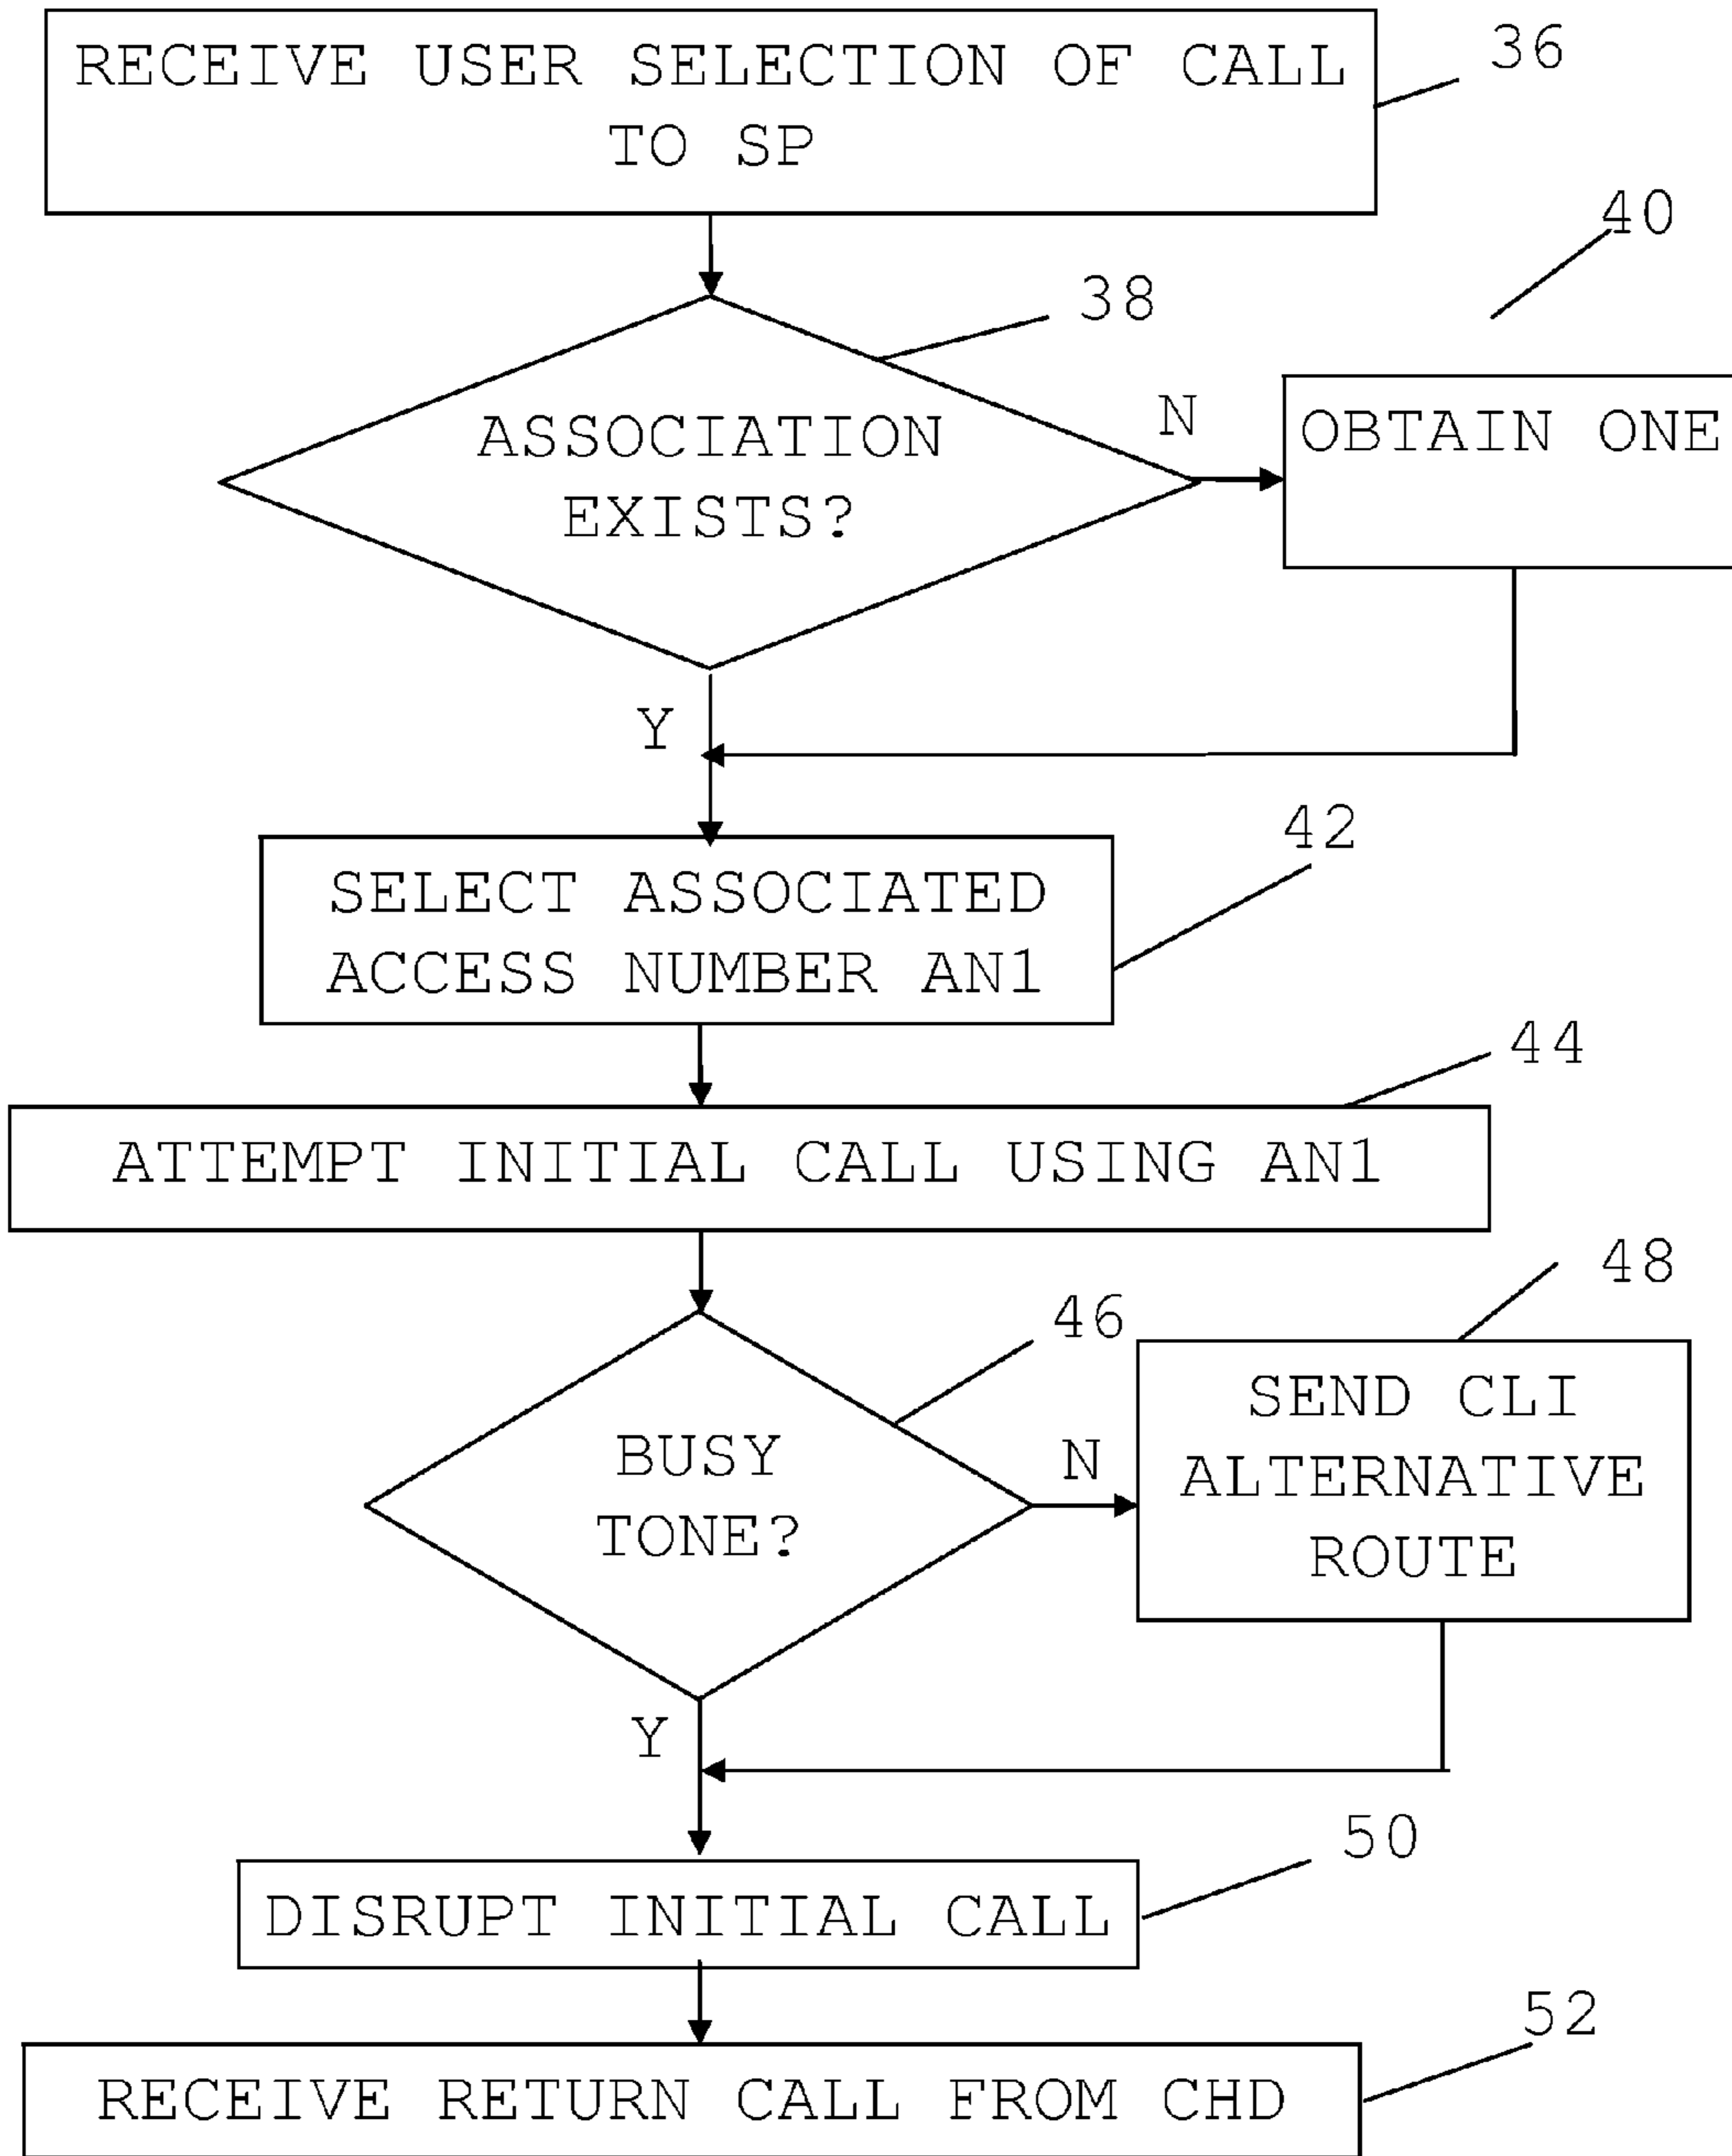 RECEIVE USER SELECTION OF CALL
TO SP
36
40
38
ASSOCIATION
EXISTS?
N
OBTAIN ONE
Y
42
SELECT ASSOCIATED
ACCESS NUMBER AN1
44
ATTEMPT INITIAL CALL USING AN1
48
46
BUSY
TONE?
N
SEND CLI
ALTERNATIVE
ROUTE
Y
50
DISRUPT INITIAL CALL
52
RECEIVE RETURN CALL FROM CHD